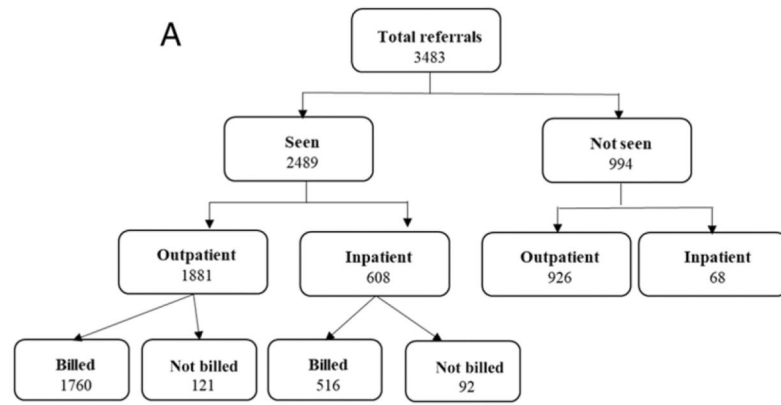 A
Total referrals
3483
Seen
2489
Not seen
994
Outpatient
1881
Inpatient
608
Outpatient
926
Inpatient
68
Billed
1760
Not billed
121
Billed
516
Not billed
92